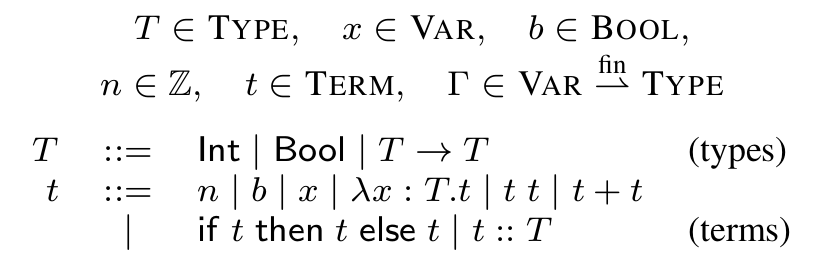 T ∈ TYPE, x ∈ VAR, b ∈ BOOL,
n ∈ ℤ, t ∈ TERM, Γ ∈ VAR fin⇀ TYPE
T ::= Int | Bool | T → T (types)
t ::= n | b | x | λx : T.t | t t | t + t
| if t then t else t | t :: T (terms)